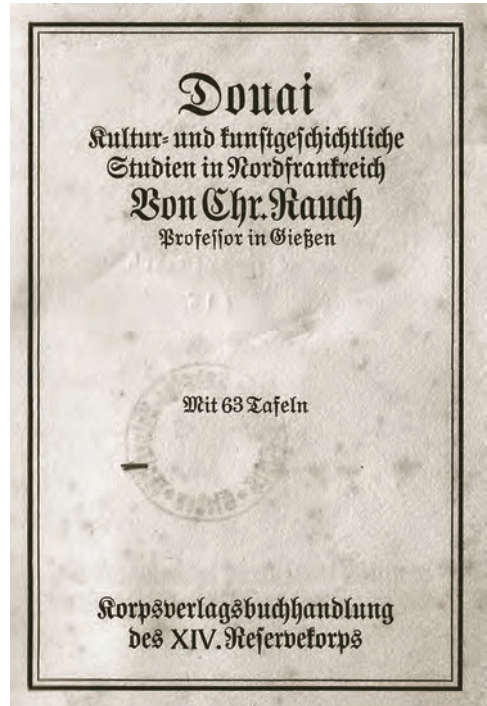 Douai
Kultur- und kunstgeschichtliche
Studien in Nordfrankreich
Von Chr. Rauch
Professor in Gießen
Mit 63 Tafeln
Korpsverlagsbuchhandlung
des XIV. Reservekorps